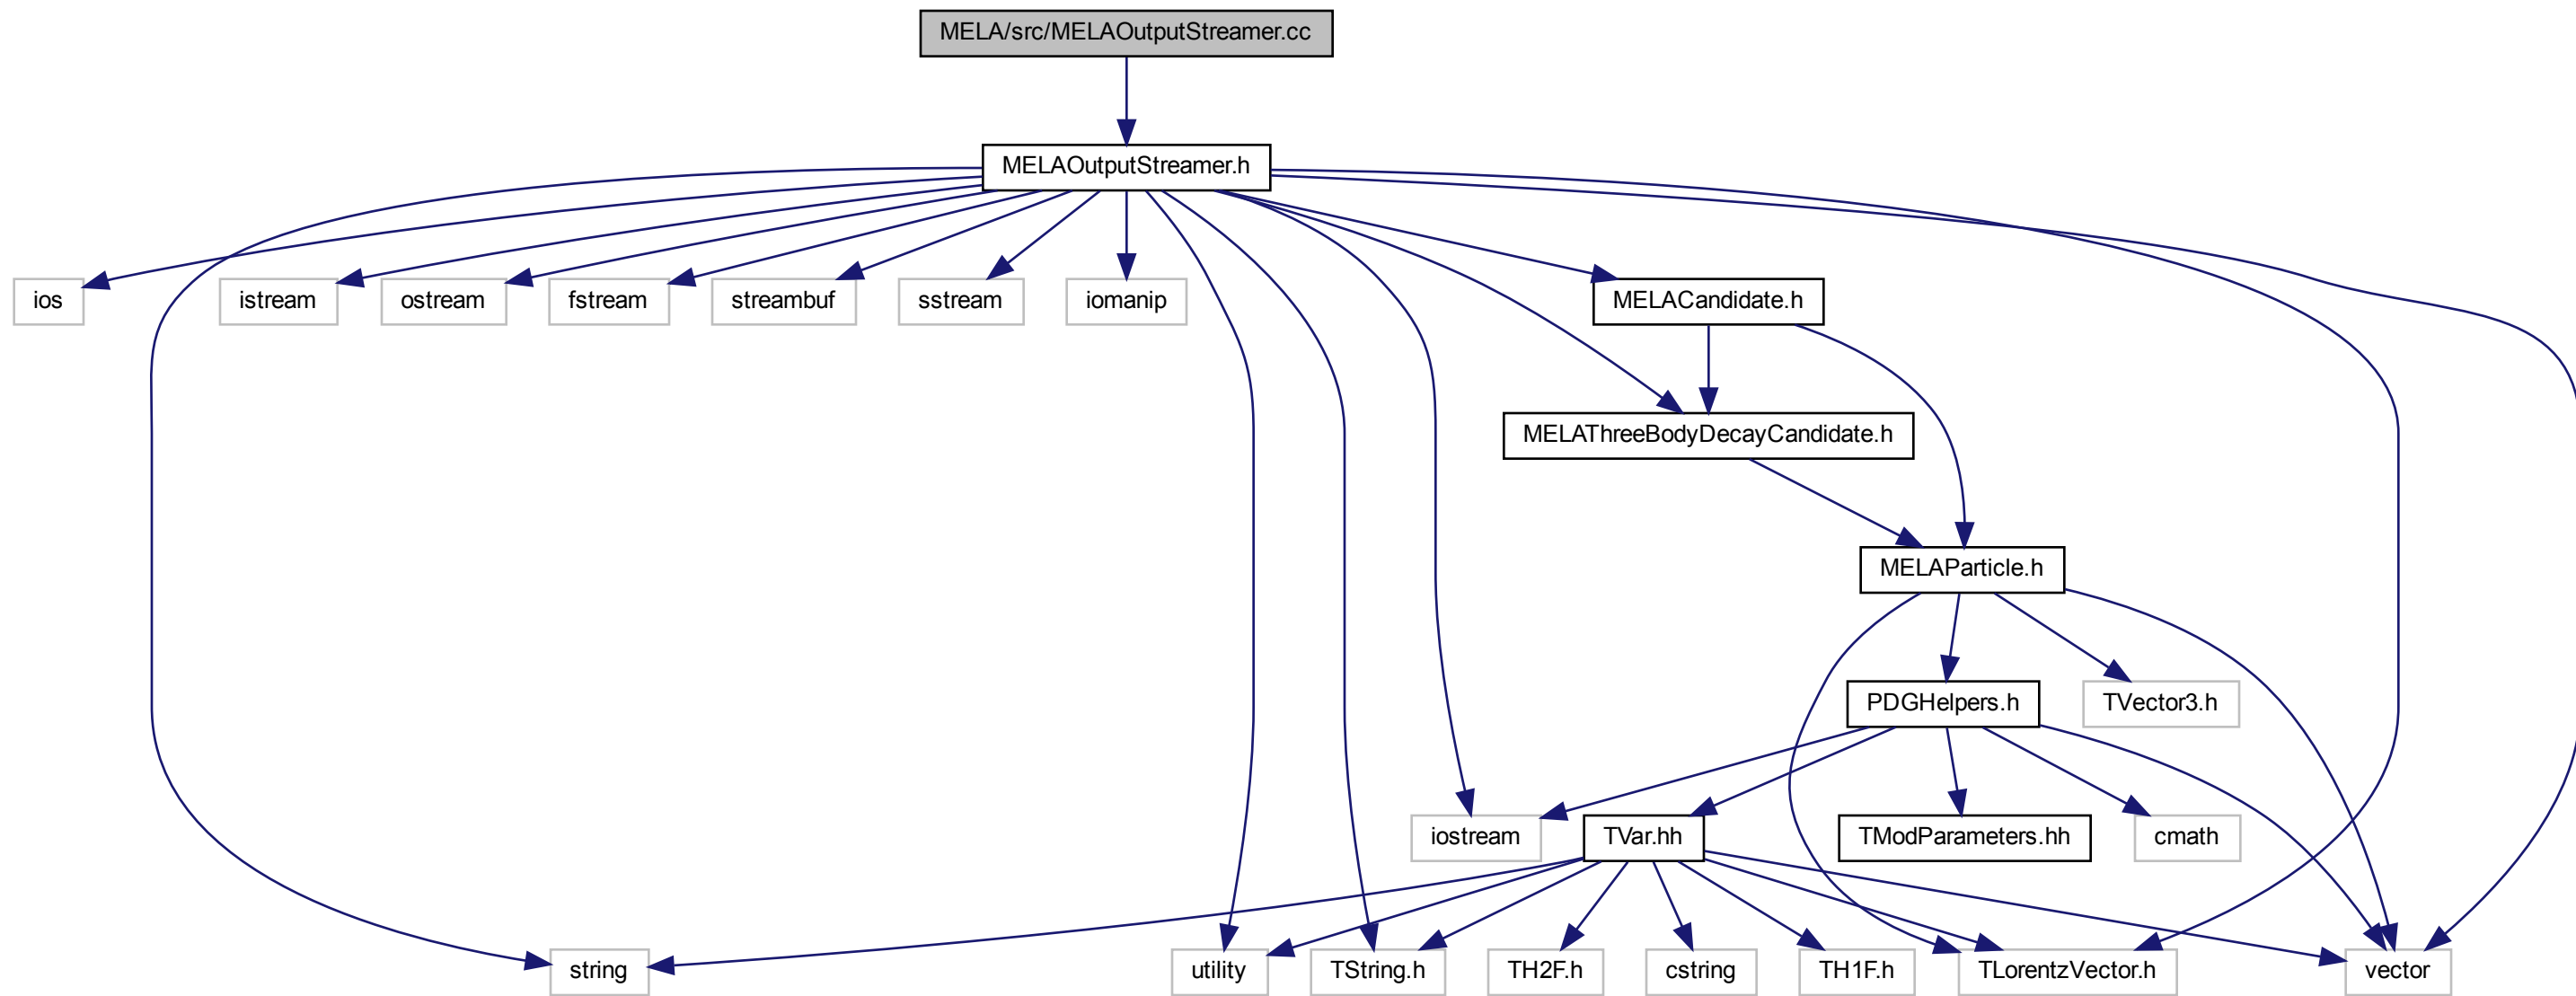 MELA/src/MELAOutputStreamer.cc
MELAOutputStreamer.h
ios
istream
ostream
fstream
streambuf
sstream
iomanip
MELACandidate.h
MELAThreeBodyDecayCandidate.h
MELAParticle.h
PDGHelpers.h
TVector3.h
iostream
TVar.hh
TModParameters.hh
cmath
string
utility
TString.h
TH2F.h
cstring
TH1F.h
TLorentzVector.h
vector